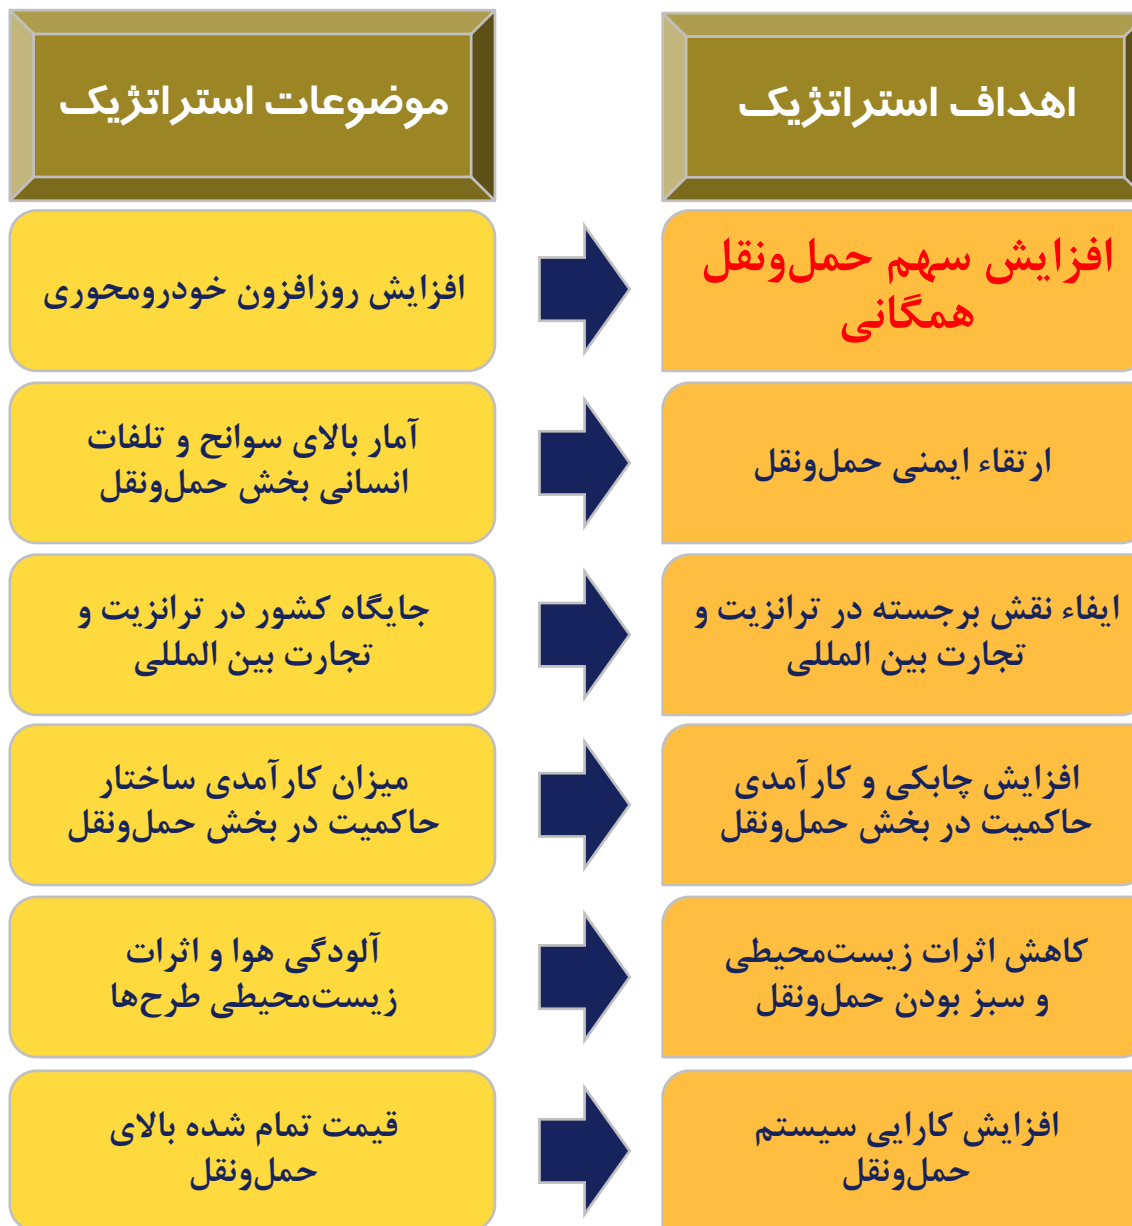 موضوعات استراتژیک
اهداف استراتژیک
افزایش روزافزون خودرومحوری
افزایش سهم حمل‌ونقل
همگانی
آمار بالای سوانح و تلفات
انسانی بخش حمل‌ونقل
ارتقاء ایمنی حمل‌ونقل
جایگاه کشور در ترانزیت و
تجارت بین المللی
ایفاء نقش برجسته در ترانزیت و
تجارت بین المللی
میزان کارآمدی ساختار
حاکمیت در بخش حمل‌ونقل
افزایش چابکی و کارآمدی
حاکمیت در بخش حمل‌ونقل
آلودگی هوا و اثرات
زیست‌محیطی طرح‌ها
کاهش اثرات زیست‌محیطی
و سبز بودن حمل‌ونقل
قیمت تمام شده بالای
حمل‌ونقل
افزایش کارایی سیستم
حمل‌ونقل